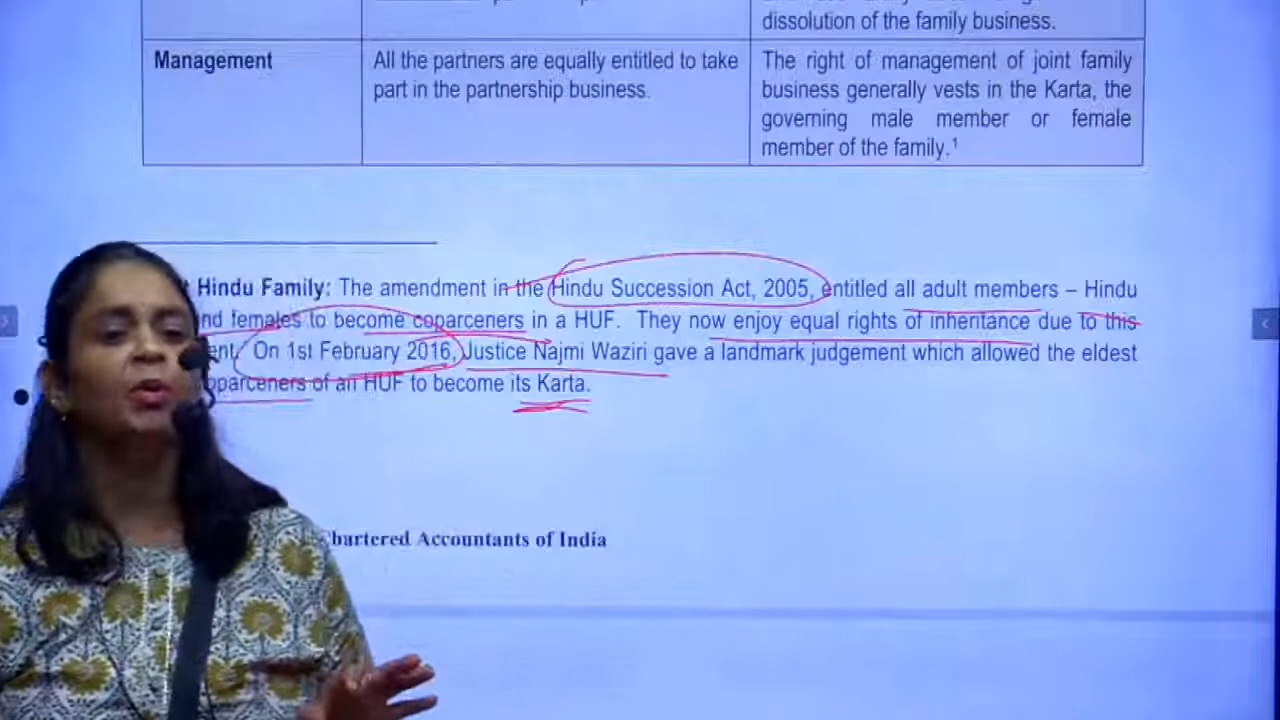 dissolution of the family business.
Management
All the partners are equally entitled to take
part in the partnership business.
The right of management of joint family
business generally vests in the Karta, the
governing male member or female
member of the family.¹
Hindu Family: The amendment in the Hindu Succession Act, 2005, entitled all adult members – Hindu
females to become coparceners in a HUF. They now enjoy equal rights of inheritance due to this
On 1st February 2016, Justice Najmi Waziri gave a landmark judgement which allowed the eldest
of an HUF to become its Karta.
Chartered Accountants of India